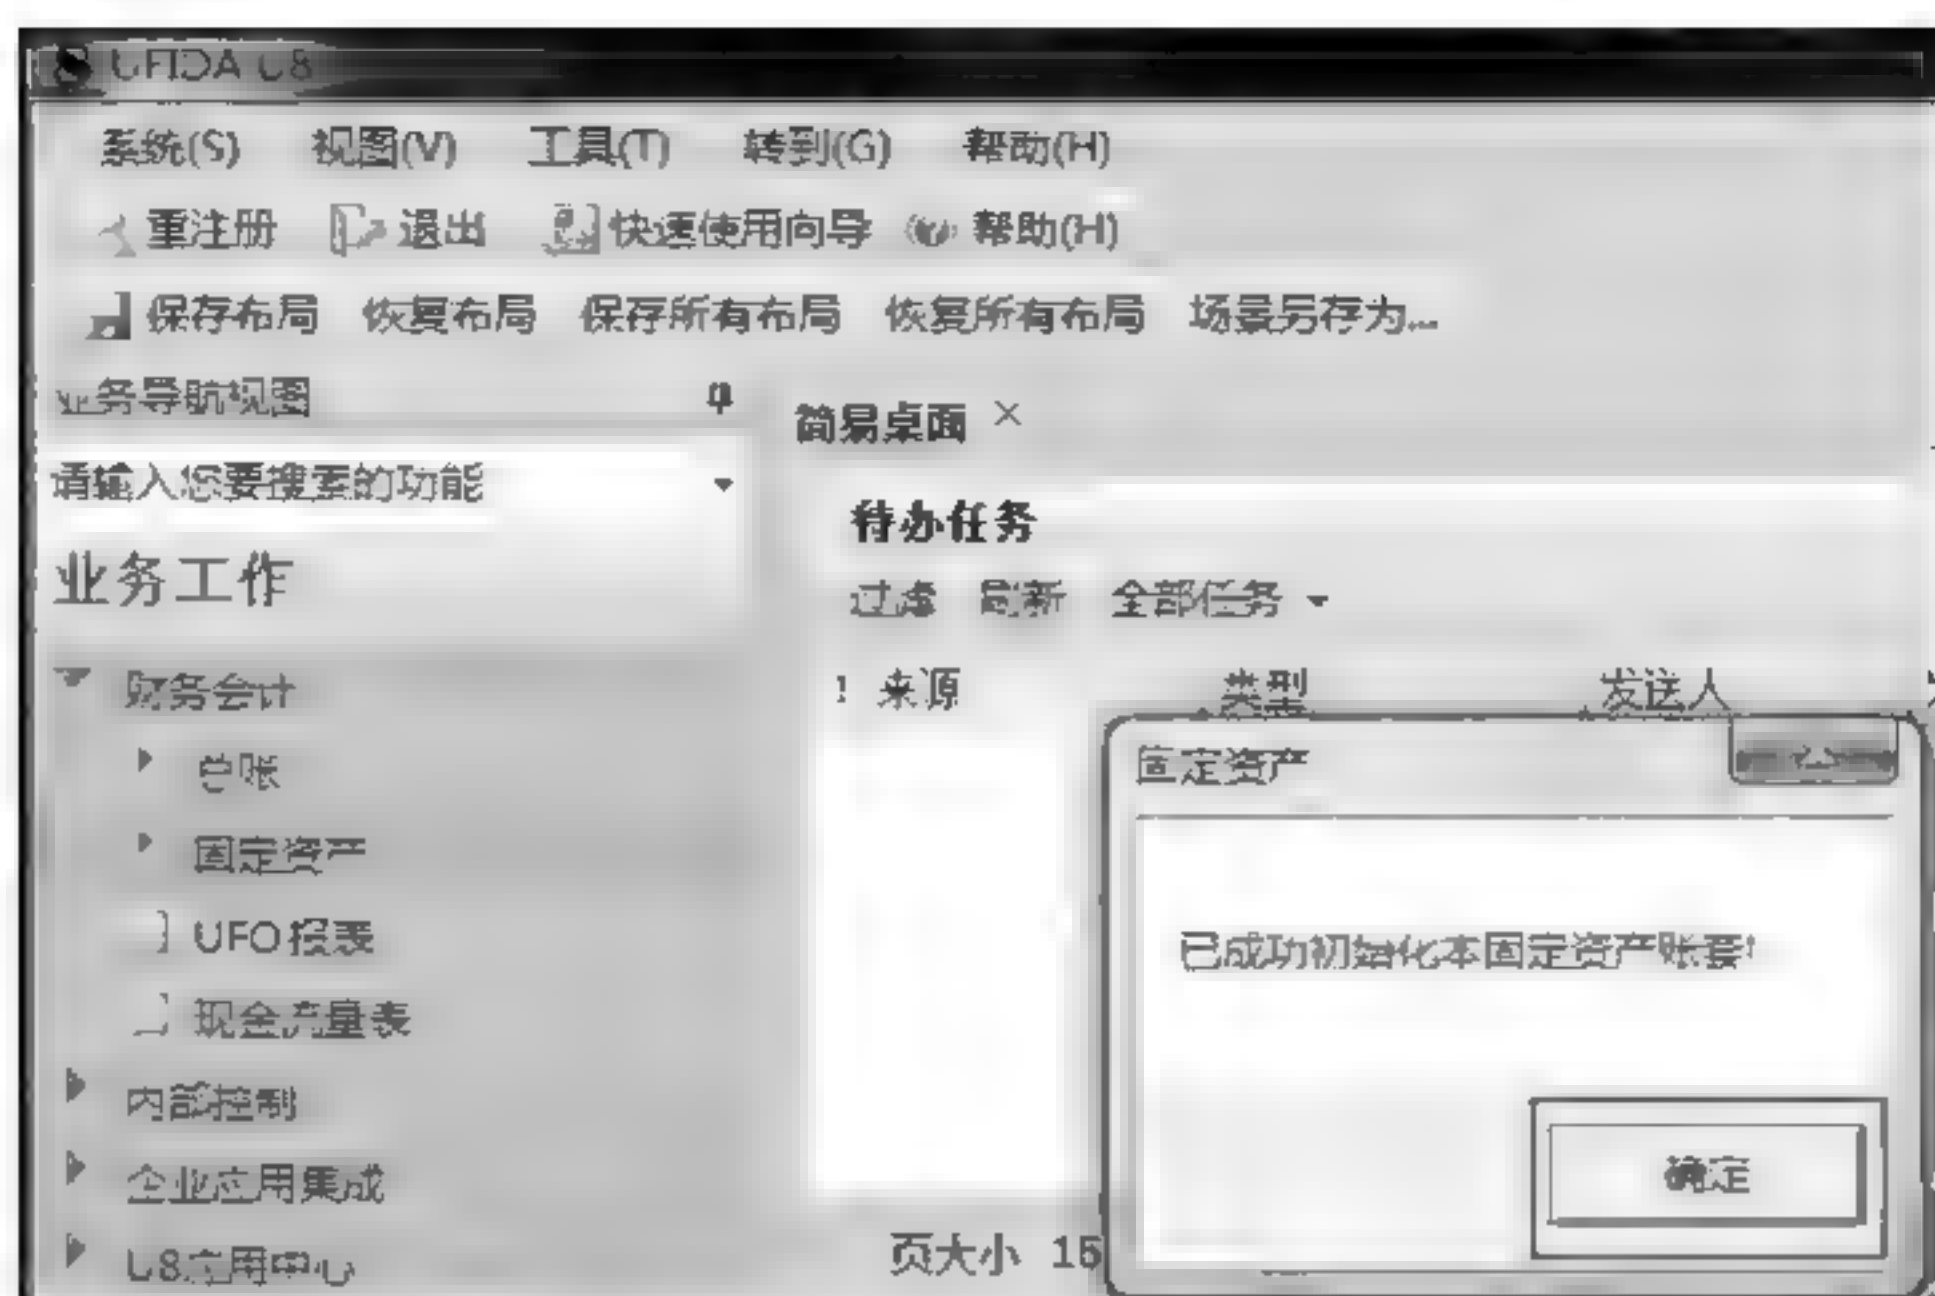 UFIDA U8
系统(S) 视图(V) 工具(T) 转到(G) 帮助(H)
重注册 退出 快速使用向导 帮助(H)
保存布局 恢复布局 保存所有布局 恢复所有布局 场景另存为...
业务导航视图
简易桌面 ×
请输入您要搜索的功能
待办任务
业务工作
过滤 刷新 全部任务
财务会计
! 来源 类型 发送人
总账
固定资产
固定资产
UFO报表
已成功初始化本固定资产账套!
现金流量表
内部控制
确定
企业应用集成
U8应用中心
页大小 15